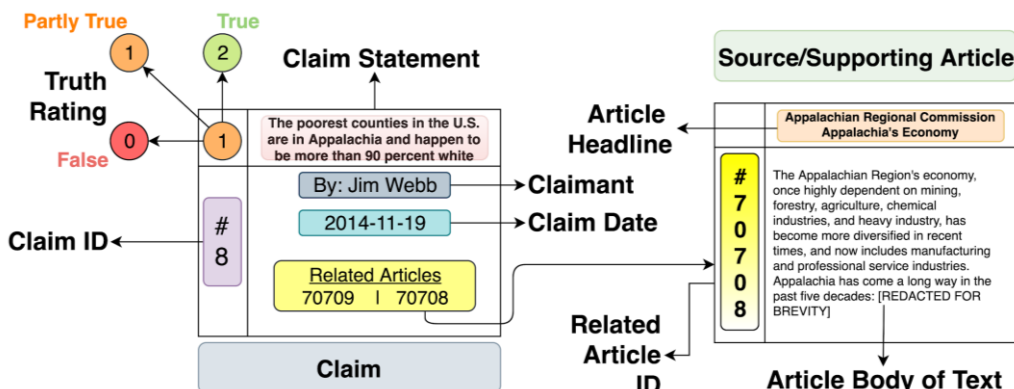 Partly True
True
1
2
Truth
Rating
0
1
False
Claim Statement
The poorest counties in the U.S.
are in Appalachia and happen to
be more than 90 percent white
By: Jim Webb
Claimant
2014-11-19
Claim Date
Claim ID
#
8
Related Articles
70709 | 70708
Claim
Source/Supporting Article
Article
Headline
Appalachian Regional Commission
Appalachia's Economy
#
7
0
7
0
8
The Appalachian Region's economy,
once highly dependent on mining,
forestry, agriculture, chemical
industries, and heavy industry, has
become more diversified in recent
times, and now includes manufacturing
and professional service industries.
Appalachia has come a long way in the
past five decades: [REDACTED FOR
BREVITY]
Related
Article
ID
Article Body of Text